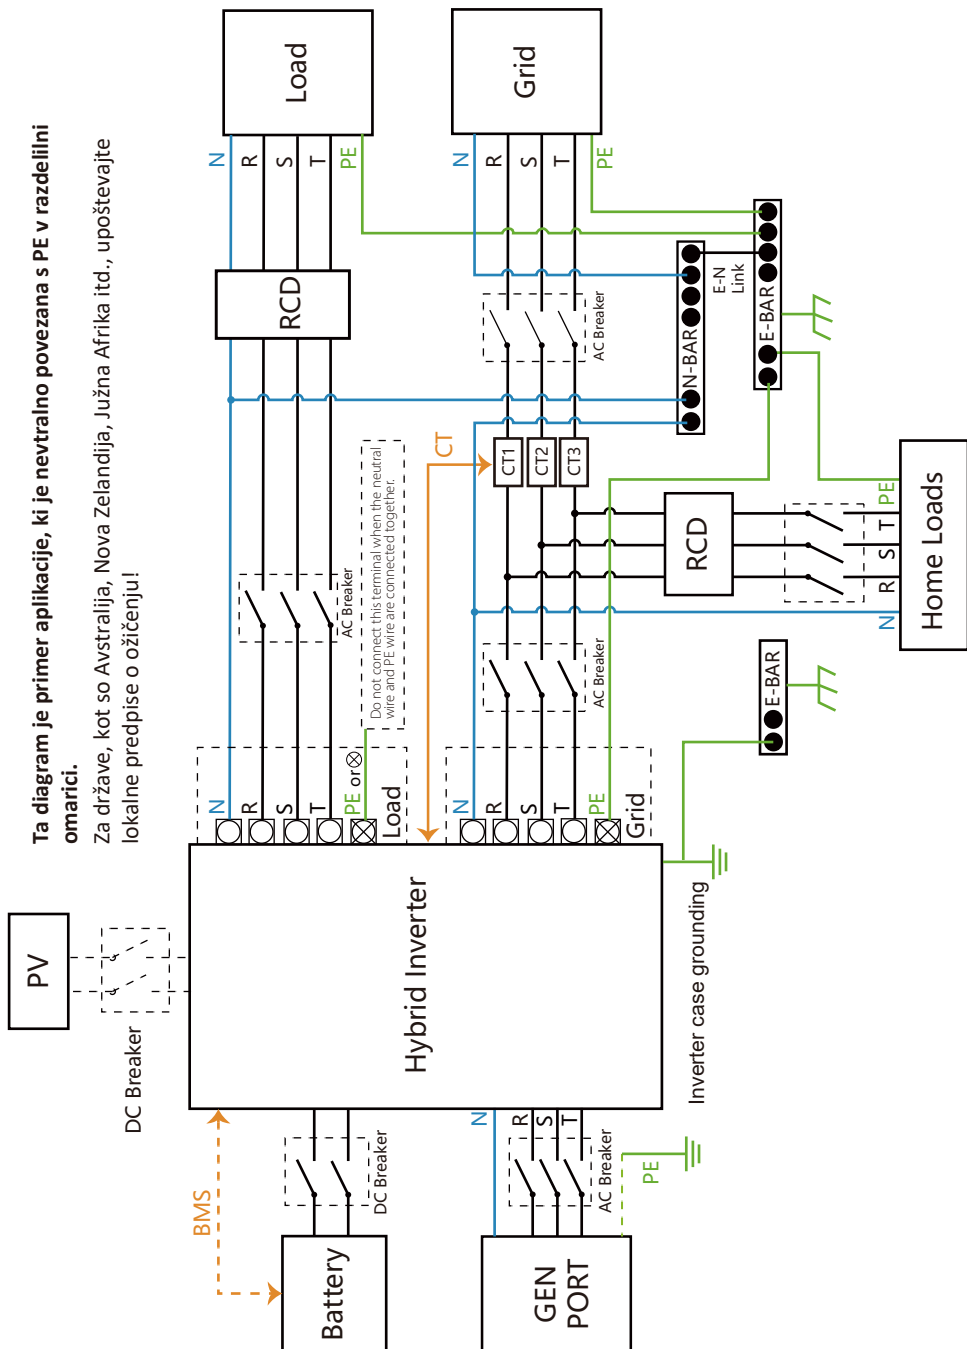 Ta diagram je primer aplikacije, ki je nevtralno povezana s PE v razdelilni
omarici.
Za države, kot so Avstralija, Nova Zelandija, Južna Afrika itd., upoštevajte
lokalne predpise o ožičenju!
PV
DC Breaker
BMS
Battery
DC Breaker
Hybrid Inverter
GEN
PORT
N
R
S
T
AC Breaker
PE
Inverter case grounding
N
R
S
T
PE or
Load
Do not connect this terminal when the neutral
wire and PE wire are connected together.
AC Breaker
RCD
N
R
S
T
PE
Load
CT
N
R
S
T
PE
Grid
AC Breaker
CT1
CT2
CT3
AC Breaker
N
R
S
T
PE
Grid
N-BAR
E-N
Link
E-BAR
RCD
N
R
S
T
PE
Home Loads
E-BAR